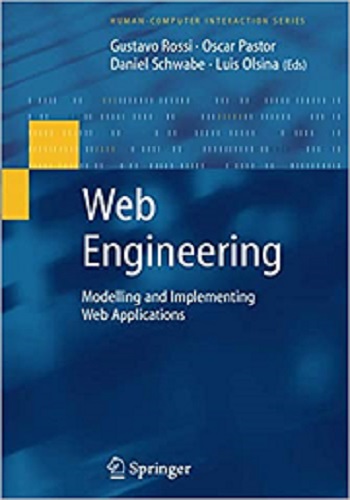 HUMAN–COMPUTER INTERACTION SERIES
Gustavo Rossi · Oscar Pastor
Daniel Schwabe · Luis Olsina (Eds)
Web
Engineering
Modelling and Implementing
Web Applications
Springer